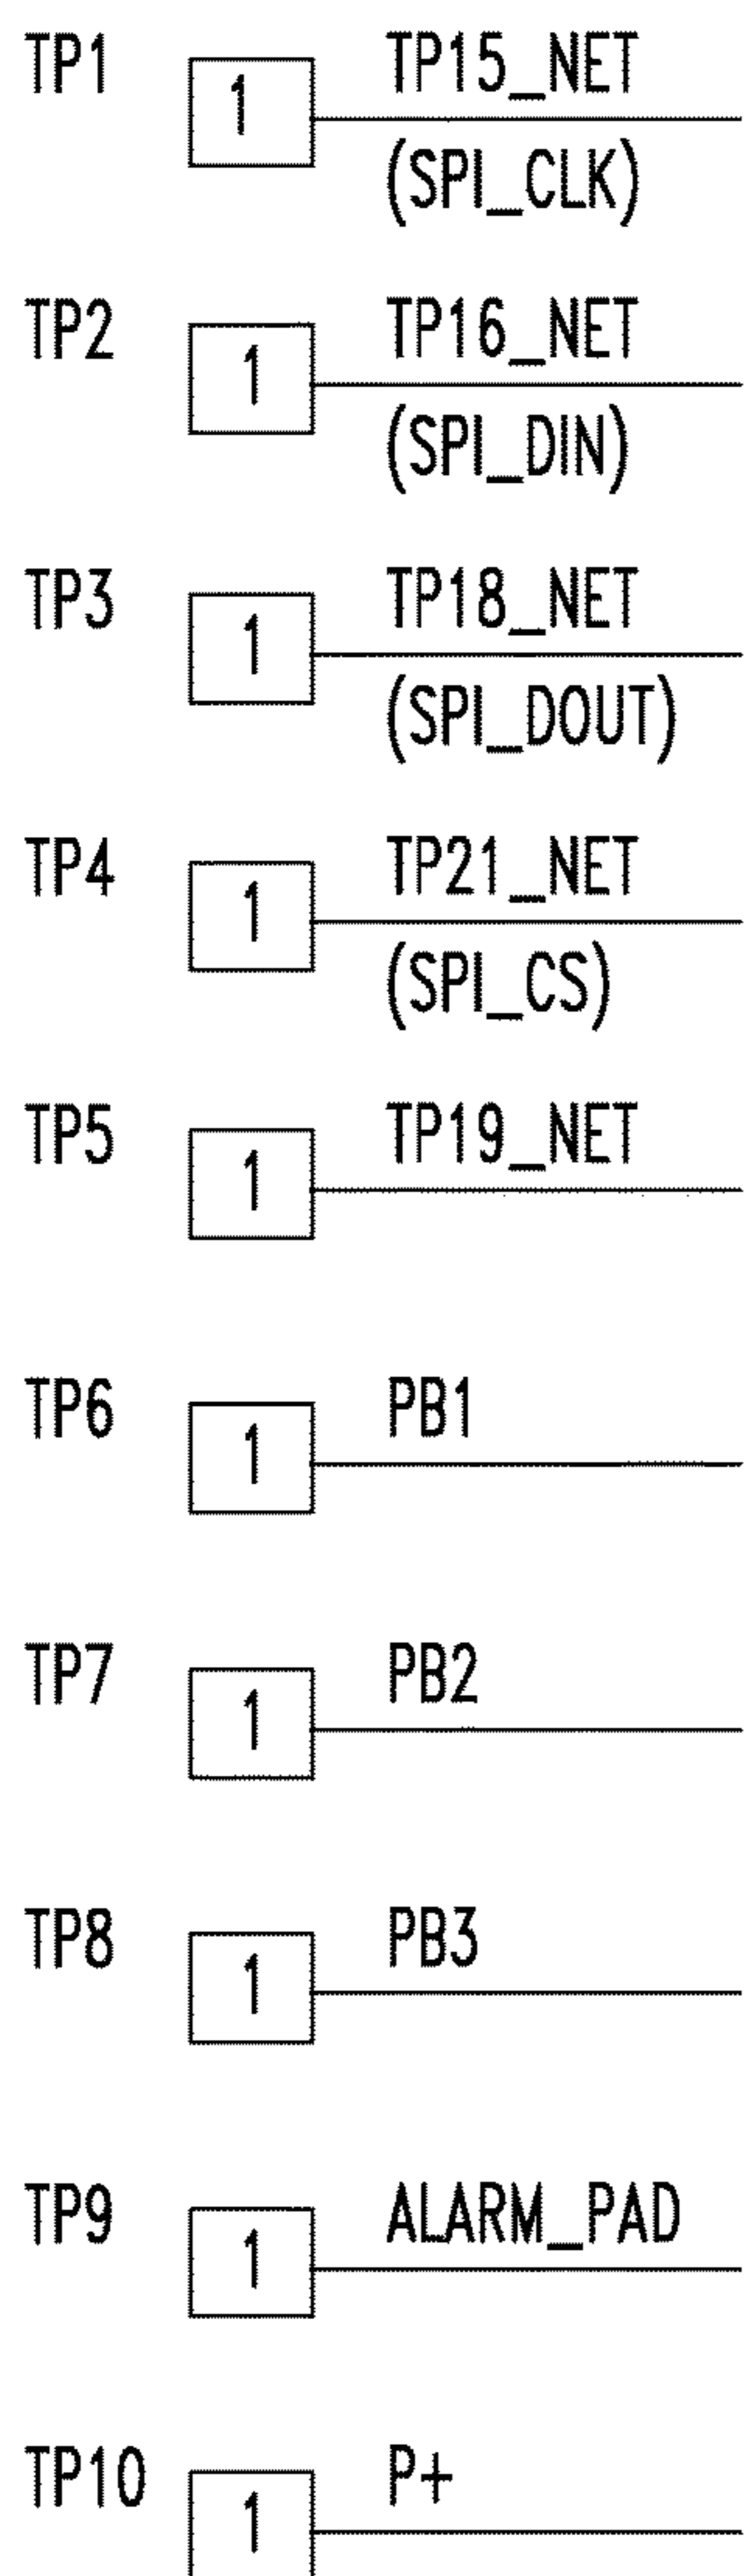 TP1 1 TP15_NET
(SPI_CLK)
TP2 1 TP16_NET
(SPI_DIN)
TP3 1 TP18_NET
(SPI_DOUT)
TP4 1 TP21_NET
(SPI_CS)
TP5 1 TP19_NET
TP6 1 PB1
TP7 1 PB2
TP8 1 PB3
TP9 1 ALARM_PAD
TP10 1 P+